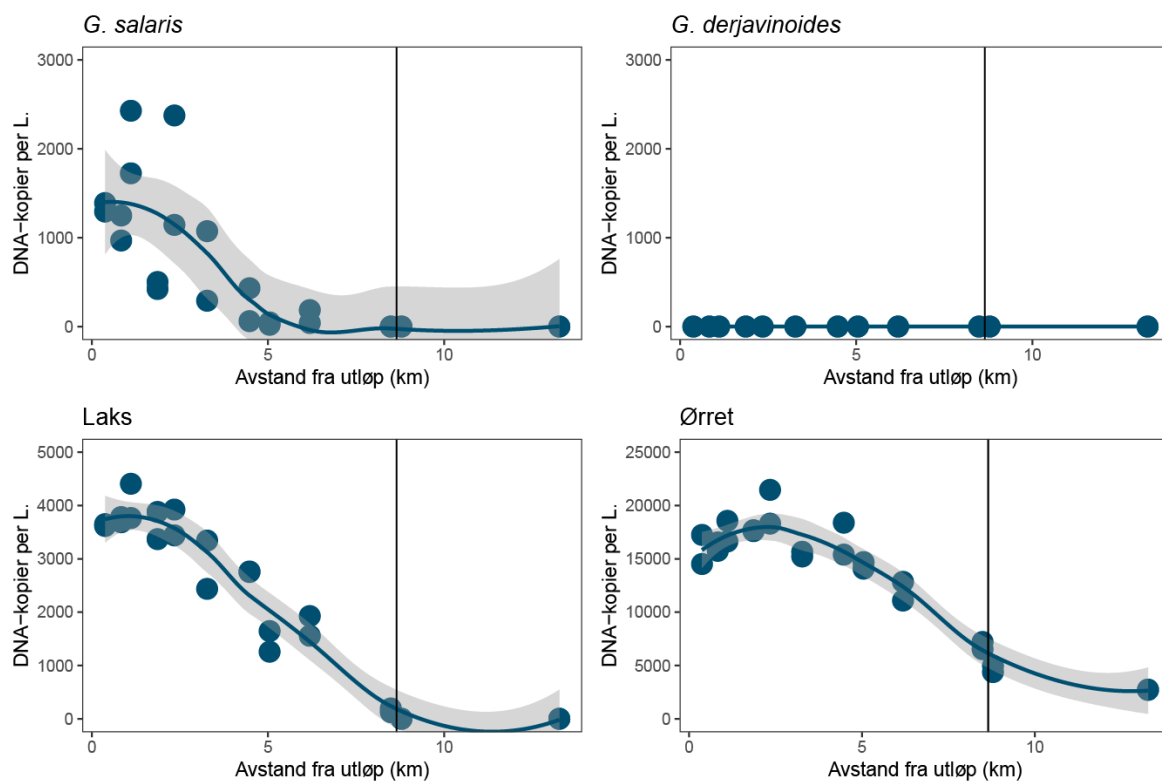 G. salaris
DNA-kopier per L.
3000
2000
1000
0
0
5
10
Avstand fra utløp (km)
G. derjavinoides
DNA-kopier per L.
3000
2000
1000
0
0
5
10
Avstand fra utløp (km)
Laks
DNA-kopier per L.
5000
4000
3000
2000
1000
0
0
5
10
Avstand fra utløp (km)
Ørret
DNA-kopier per L.
25000
20000
15000
10000
5000
0
0
5
10
Avstand fra utløp (km)